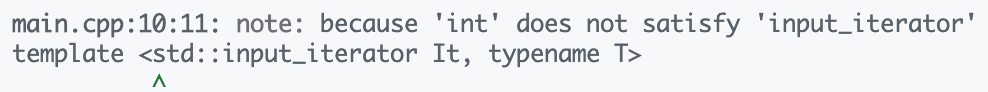 main.cpp:10:11: note: because 'int' does not satisfy 'input_iterator'
template <std::input_iterator It, typename T>
^